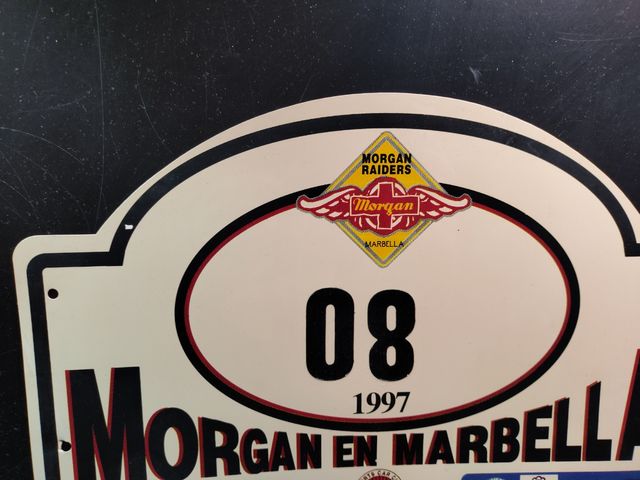 MORGAN
RAIDERS
Morgan
MARBELLA
08
1997
MORGAN EN MARBELLA